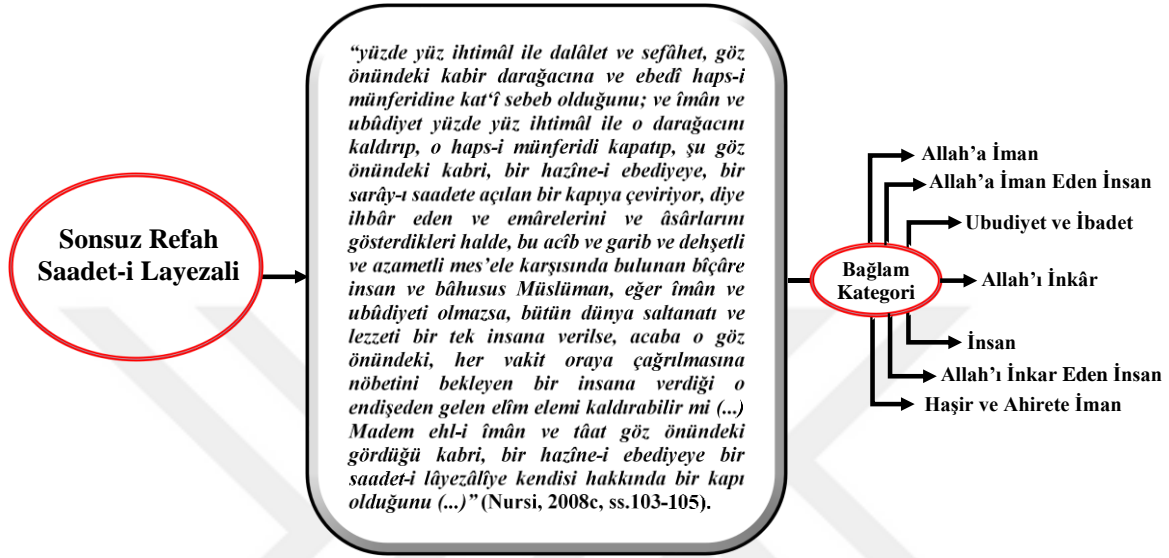 Sonsuz Refah
Saadet-i Layezali
“yüzde yüz ihtimâl ile dalâlet ve sefâhet, göz
önündeki kabir darağacına ve ebedî haps-i
münferidine kat‘î sebeb olduğunu; ve îmân ve
ubûdiyet yüzde yüz ihtimâl ile o darağacını
kaldırıp, o haps-i münferidi kapatıp, şu göz
önündeki kabri, bir hazîne-i ebediyeye, bir
sarây-ı saadete açılan bir kapıya çeviriyor, diye
ihbâr eden ve emârelerini ve âsârlarını
gösterdikleri halde, bu acîb ve garib ve dehşetli
ve azametli mes’ele karşısında bulunan bîçâre
insan ve bâhusus Müslüman, eğer îmân ve
ubûdiyeti olmazsa, bütün dünya saltanatı ve
lezzeti bir tek insana verilse, acaba o göz
önündeki, her vakit oraya çağrılmasına
nöbetini bekleyen bir insana verdiği o
endişeden gelen elîm elemi kaldırabilir mi (...)
Madem ehl-i îmân ve tâat göz önündeki
gördüğü kabri, bir hazîne-i ebediyeye bir
saadet-i lâyezâlîye kendisi hakkında bir kapı
olduğunu (...)” (Nursi, 2008c, ss.103-105).
Bağlam
Kategori
Allah’a İman
Allah’a İman Eden İnsan
Ubudiyet ve İbadet
Allah’ı İnkâr
İnsan
Allah’ı İnkar Eden İnsan
Haşir ve Ahirete İman